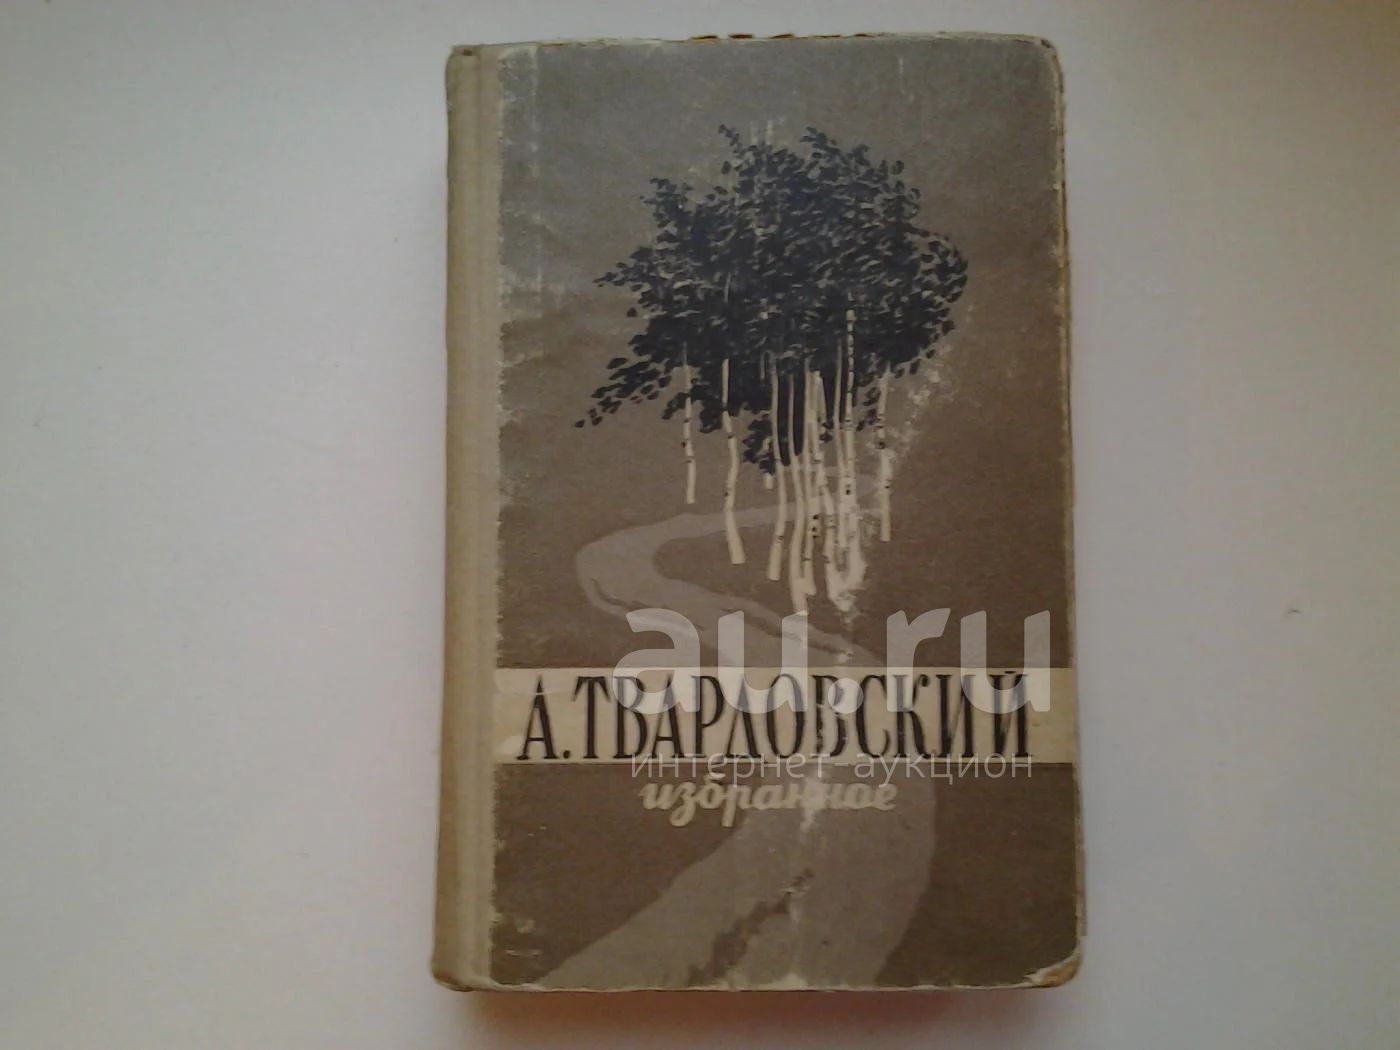 au.ru
А.ТВАРДОВСКИЙ
интернет-аукцион
избранное